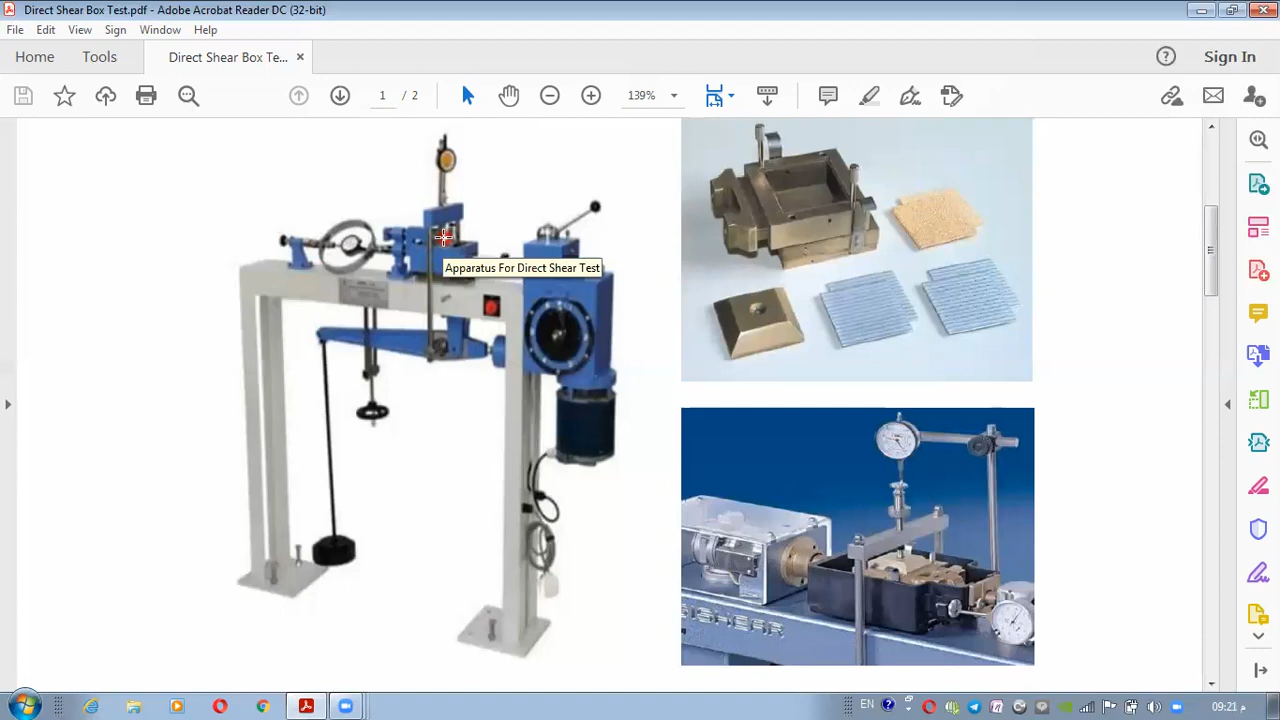 Direct Shear Box Test.pdf - Adobe Acrobat Reader DC (32-bit)
File Edit View Sign Window Help
Home Tools Direct Shear Box Te... × Sign In
1 / 2 139%
Apparatus For Direct Shear Test
SHEAR
EN 09:21 م